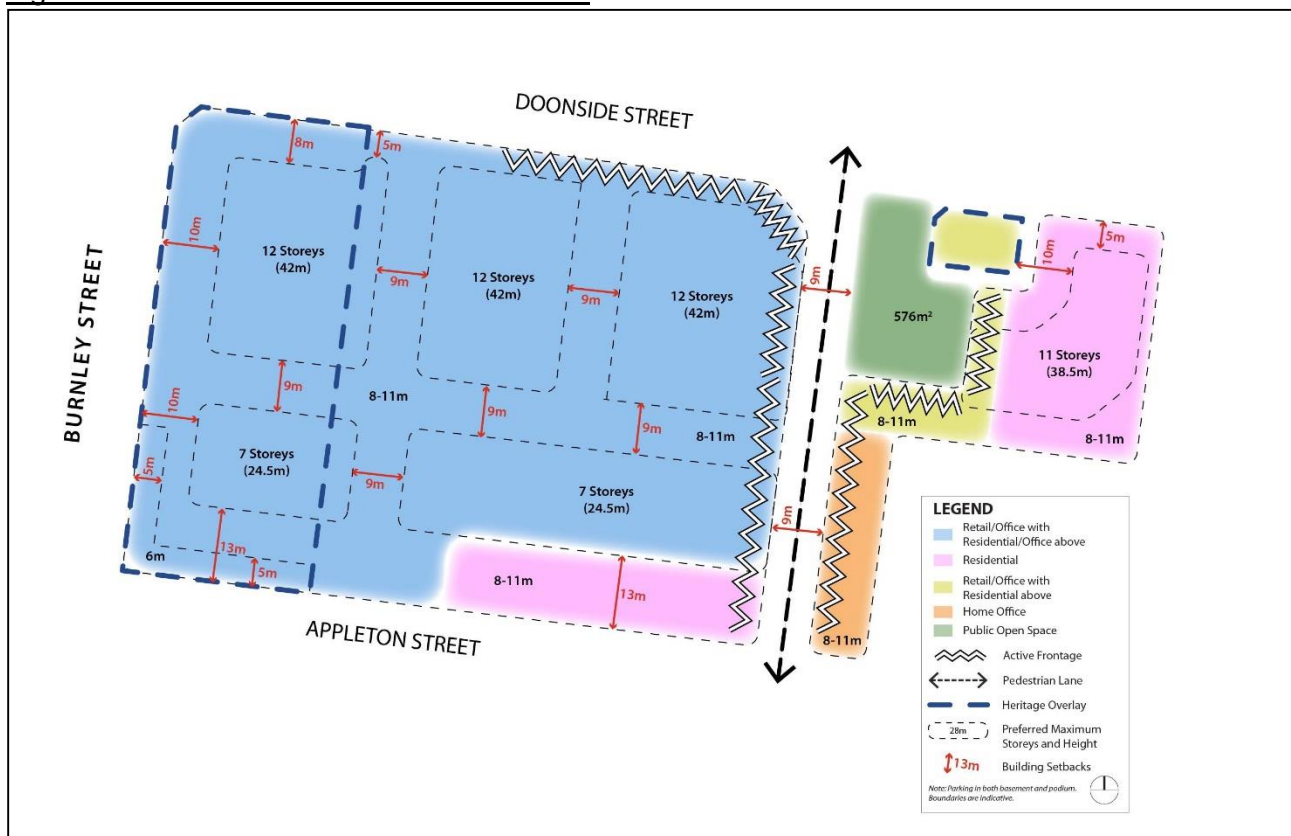 DOONSIDE STREET
8m
5m
5m
10m
12 Storeys
(42m)
12 Storeys
(42m)
12 Storeys
(42m)
9m
9m
9m
10m
576m²
11 Storeys
(38.5m)
BURNLEY STREET
9m
8-11m
9m
9m
8-11m
8-11m
8-11m
10m
7 Storeys
(24.5m)
5m
9m
7 Storeys
(24.5m)
9m
6m
13m
5m
8-11m
13m
8-11m
APPLETON STREET
LEGEND
Retail/Office with
Residential/Office above
Residential
Retail/Office with
Residential above
Home Office
Public Open Space
Active Frontage
Pedestrian Lane
Heritage Overlay
28m
Preferred Maximum
Storeys and Height
13m
Building Setbacks
Note: Parking in both basement and podium.
Boundaries are indicative.